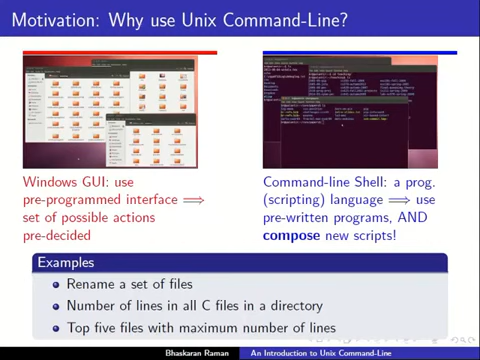 Motivation: Why use Unix Command-Line?
Windows GUI: use
pre-programmed interface ⟹
set of possible actions
pre-decided
Command-line Shell: a prog.
(scripting) language ⟹ use
pre-written programs, AND
compose new scripts!
Examples
Rename a set of files
Number of lines in all C files in a directory
Top five files with maximum number of lines
Bhaskaran Raman An Introduction to Unix Command-Line